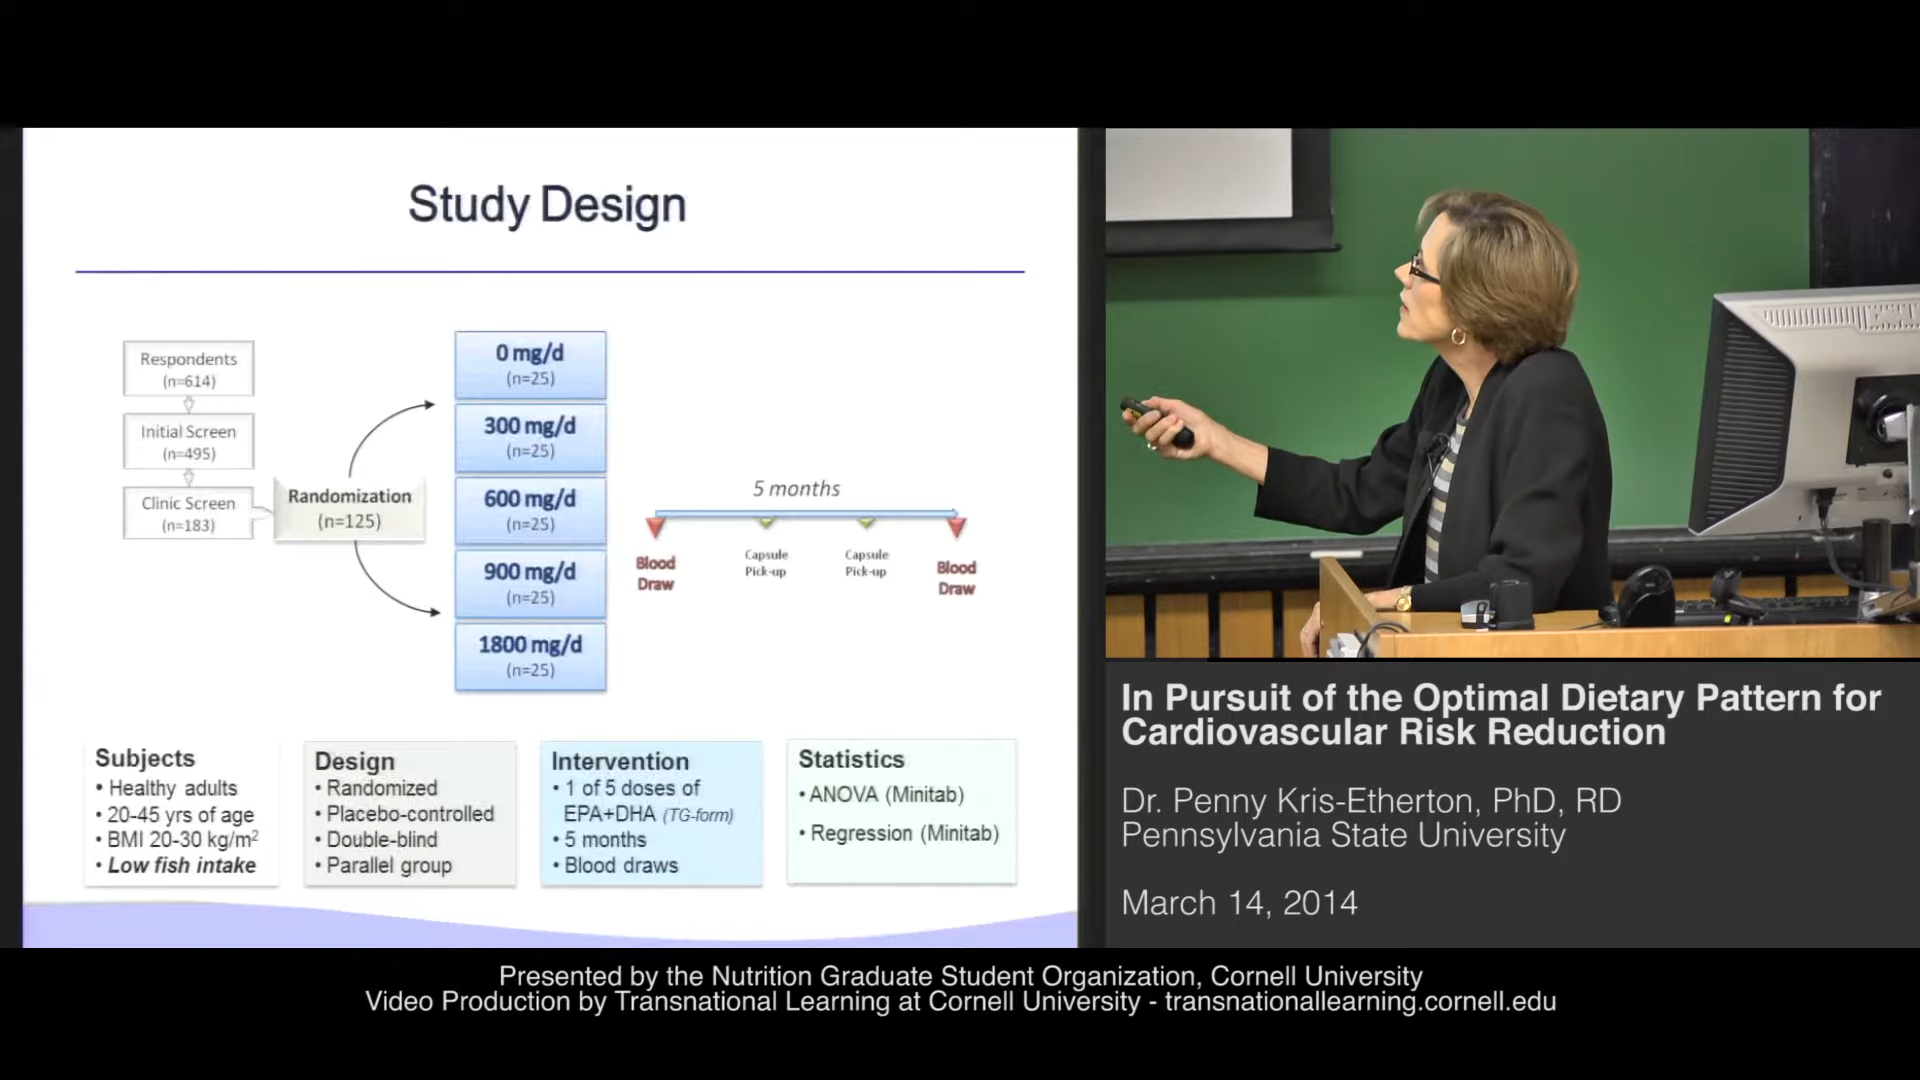 Study Design
Respondents
(n=614)
Initial Screen
(n=495)
Clinic Screen
(n=183)
Randomization
(n=125)
0 mg/d
(n=25)
300 mg/d
(n=25)
600 mg/d
(n=25)
900 mg/d
(n=25)
1800 mg/d
(n=25)
5 months
Blood
Draw
Capsule
Pick-up
Capsule
Pick-up
Blood
Draw
Subjects
• Healthy adults
• 20-45 yrs of age
• BMI 20-30 kg/m²
• Low fish intake
Design
• Randomized
• Placebo-controlled
• Double-blind
• Parallel group
Intervention
• 1 of 5 doses of
EPA+DHA (TG-form)
• 5 months
• Blood draws
Statistics
• ANOVA (Minitab)
• Regression (Minitab)
In Pursuit of the Optimal Dietary Pattern for
Cardiovascular Risk Reduction
Dr. Penny Kris-Etherton, PhD, RD
Pennsylvania State University
March 14, 2014
Presented by the Nutrition Graduate Student Organization, Cornell University
Video Production by Transnational Learning at Cornell University - transnationallearning.cornell.edu